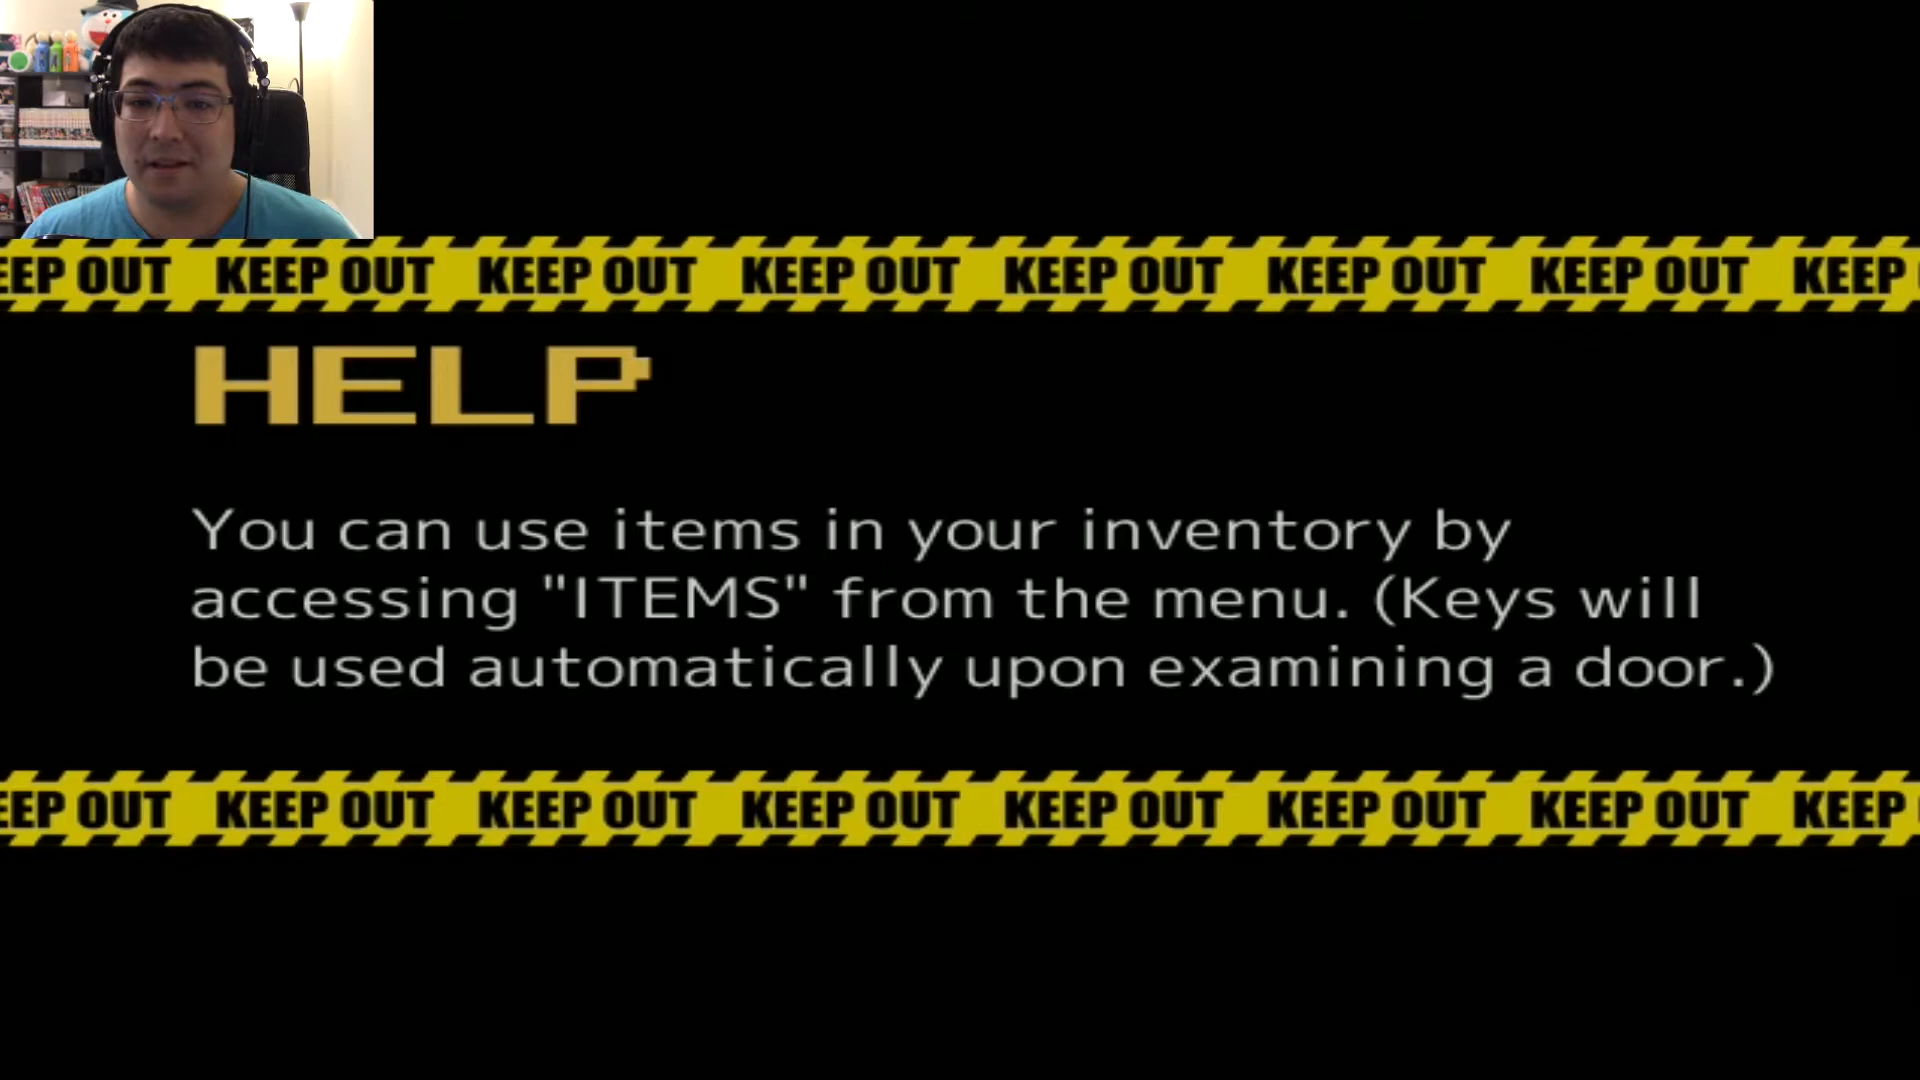 EEP OUT KEEP OUT KEEP OUT KEEP OUT KEEP OUT KEEP OUT KEEP OUT KEEP
HELP
You can use items in your inventory by
accessing "ITEMS" from the menu. (Keys will
be used automatically upon examining a door.)
EEP OUT KEEP OUT KEEP OUT KEEP OUT KEEP OUT KEEP OUT KEEP OUT KEEP